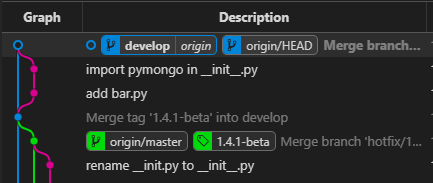 Graph Description
develop origin origin/HEAD Merge branch...
import pymongo in __init__.py
add bar.py
Merge tag '1.4.1-beta' into develop
origin/master 1.4.1-beta Merge branch 'hotfix/1...
rename __init.py to __init__.py